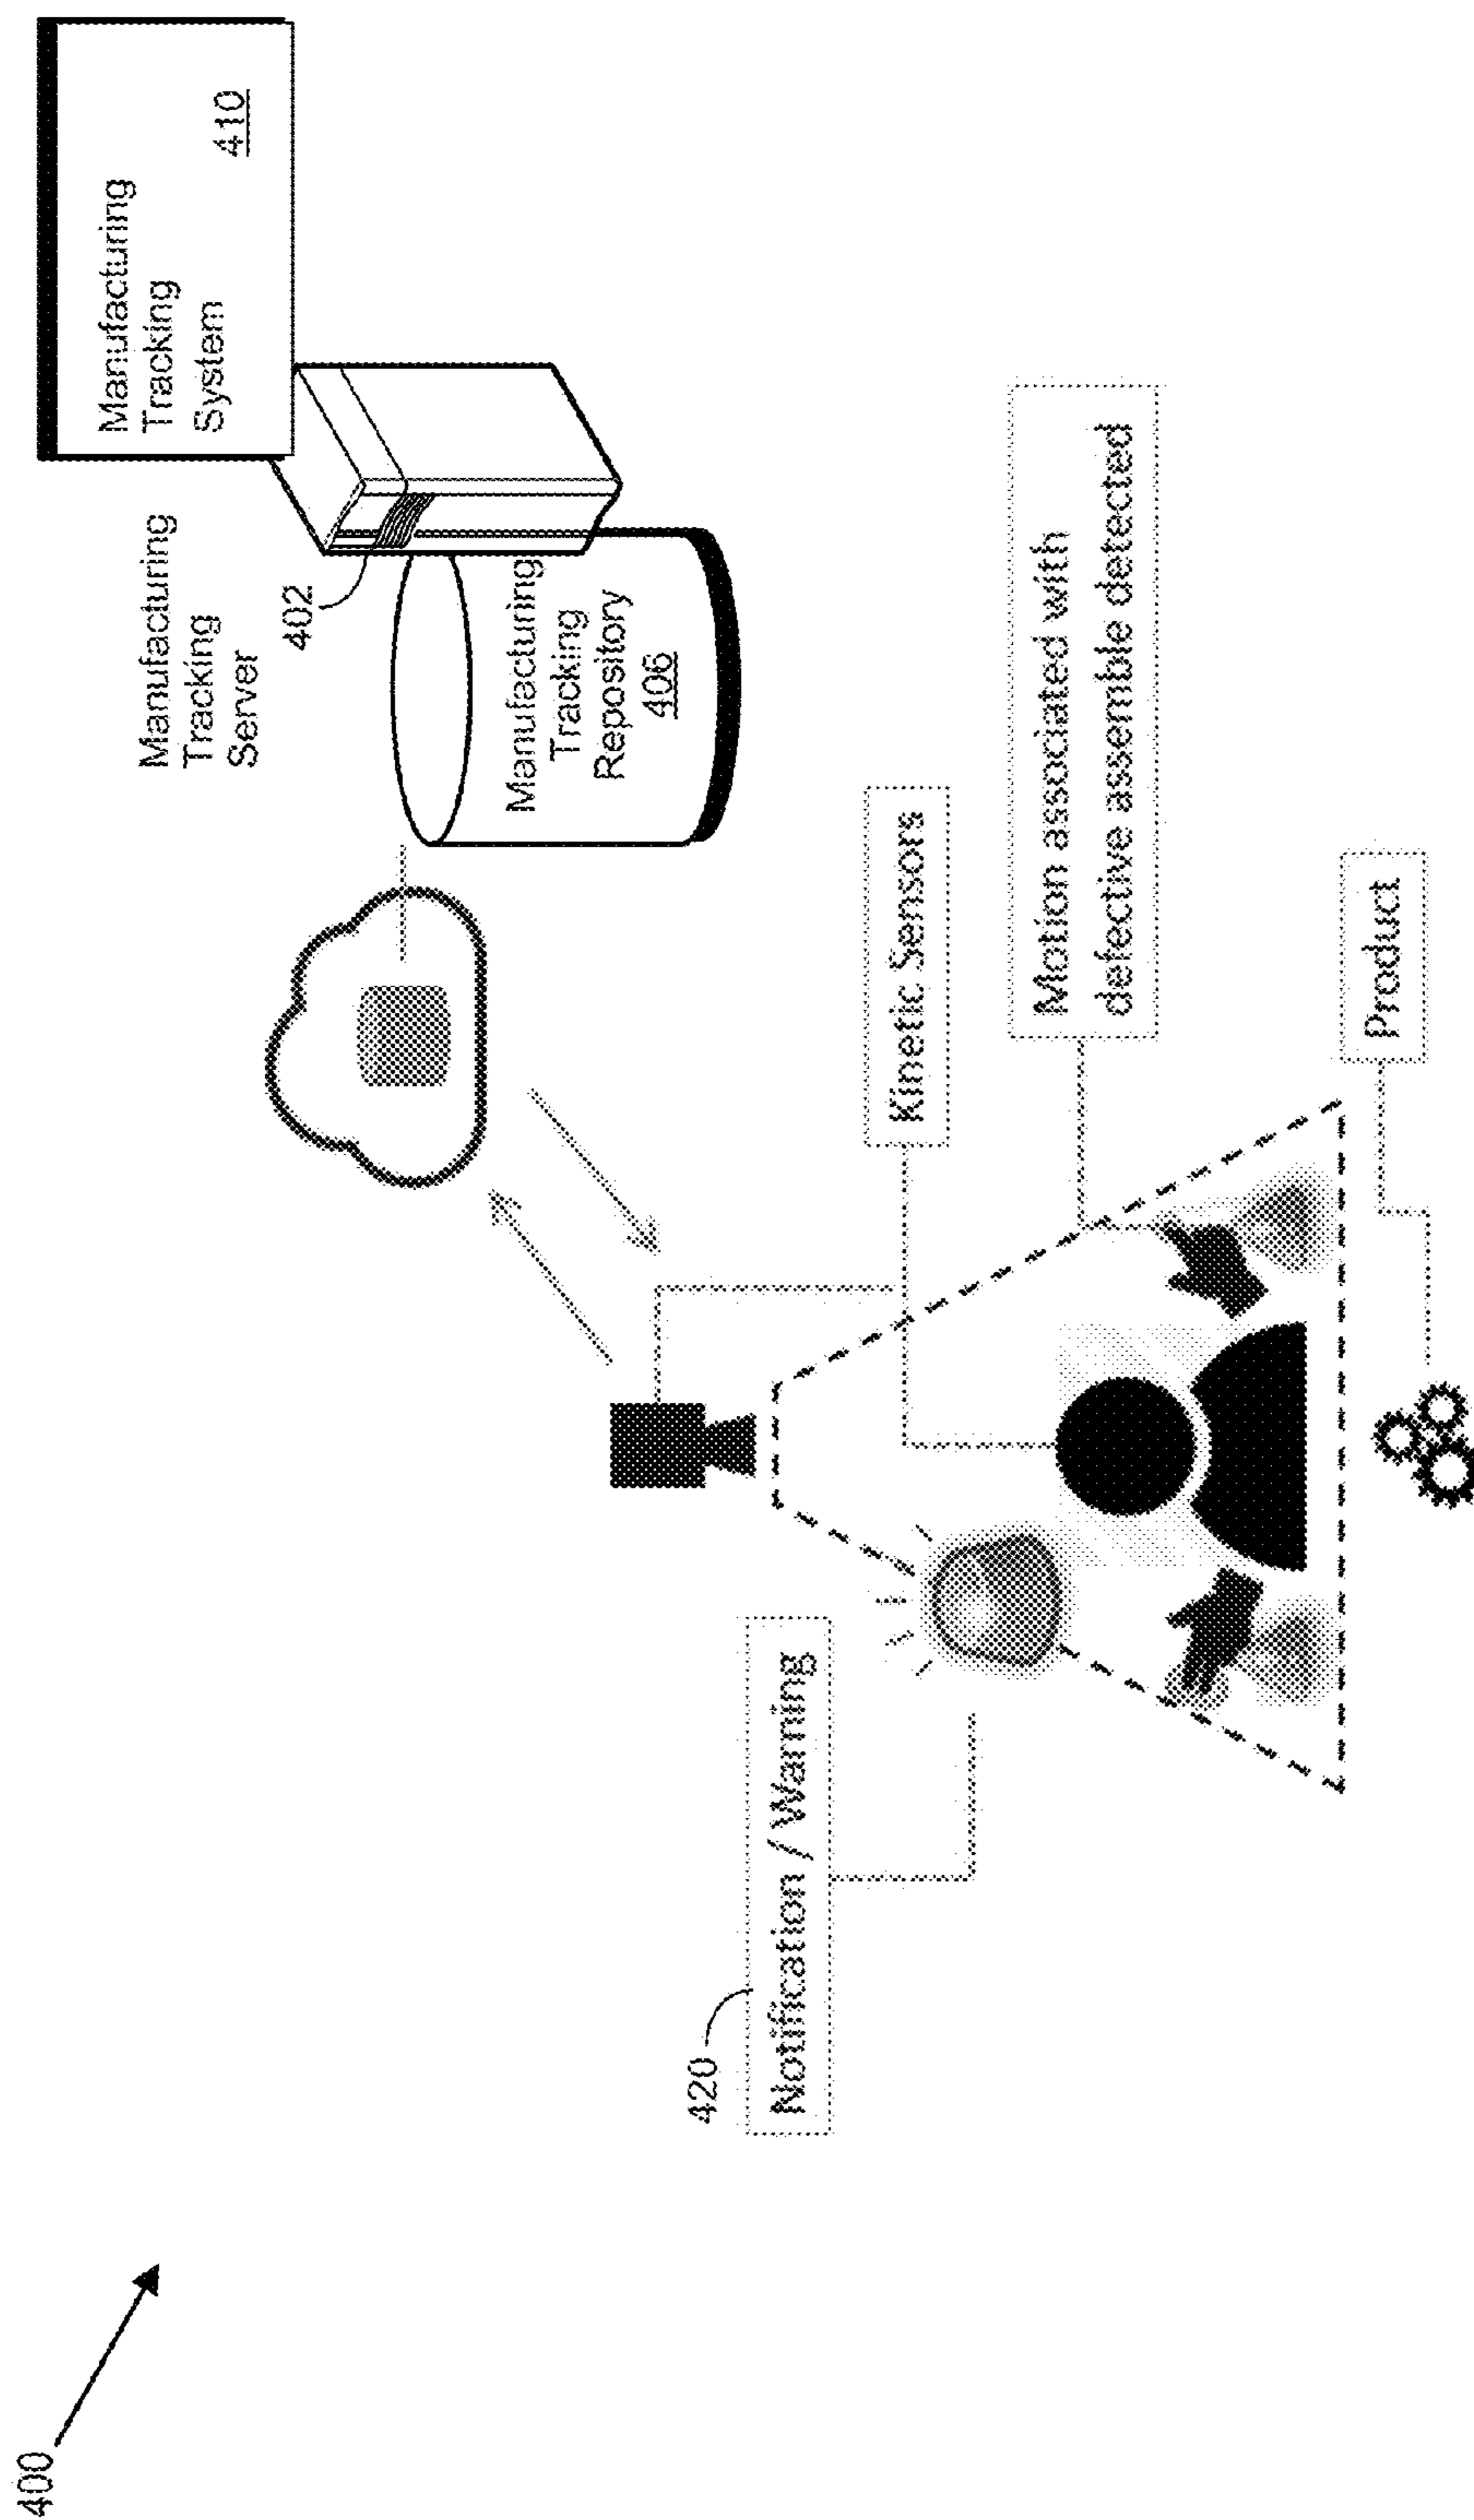 400
Manufacturing
Tracking
System
410
Manufacturing
Tracking
Server
402
Manufacturing
Tracking
Repository
406
420
Notification / Warning
Kinetic Sensors
Motion associated with
defective assemble detected
Product